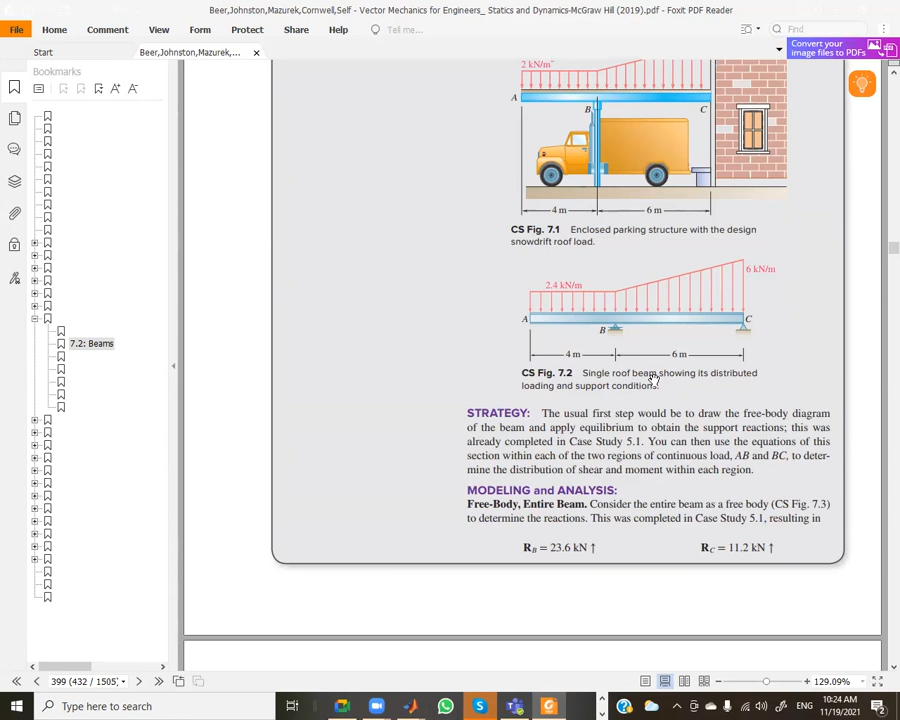 Beer,Johnston,Mazurek,Cornwell,Self - Vector Mechanics for Engineers_ Statics and Dynamics-McGraw Hill (2019).pdf - Foxit PDF Reader
File Home Comment View Form Protect Share Help Tell me... Find
Convert your
image files to PDFs
Start Beer,Johnston,Mazurek,...
Bookmarks
7.2: Beams
2 kN/m
A
B
C
4 m
6 m
CS Fig. 7.1 Enclosed parking structure with the design
snowdrift roof load.
6 kN/m
2.4 kN/m
A
B
C
4 m
6 m
CS Fig. 7.2 Single roof beam showing its distributed
loading and support conditions.
STRATEGY: The usual first step would be to draw the free-body diagram
of the beam and apply equilibrium to obtain the support reactions; this was
already completed in Case Study 5.1. You can then use the equations of this
section within each of the two regions of continuous load, AB and BC, to deter-
mine the distribution of shear and moment within each region.
MODELING and ANALYSIS:
Free-Body, Entire Beam. Consider the entire beam as a free body (CS Fig. 7.3)
to determine the reactions. This was completed in Case Study 5.1, resulting in
R_B = 23.6 kN ↑ R_C = 11.2 kN ↑
399 (432 / 1505)
129.09%
Type here to search
10:24 AM
11/19/2021
2